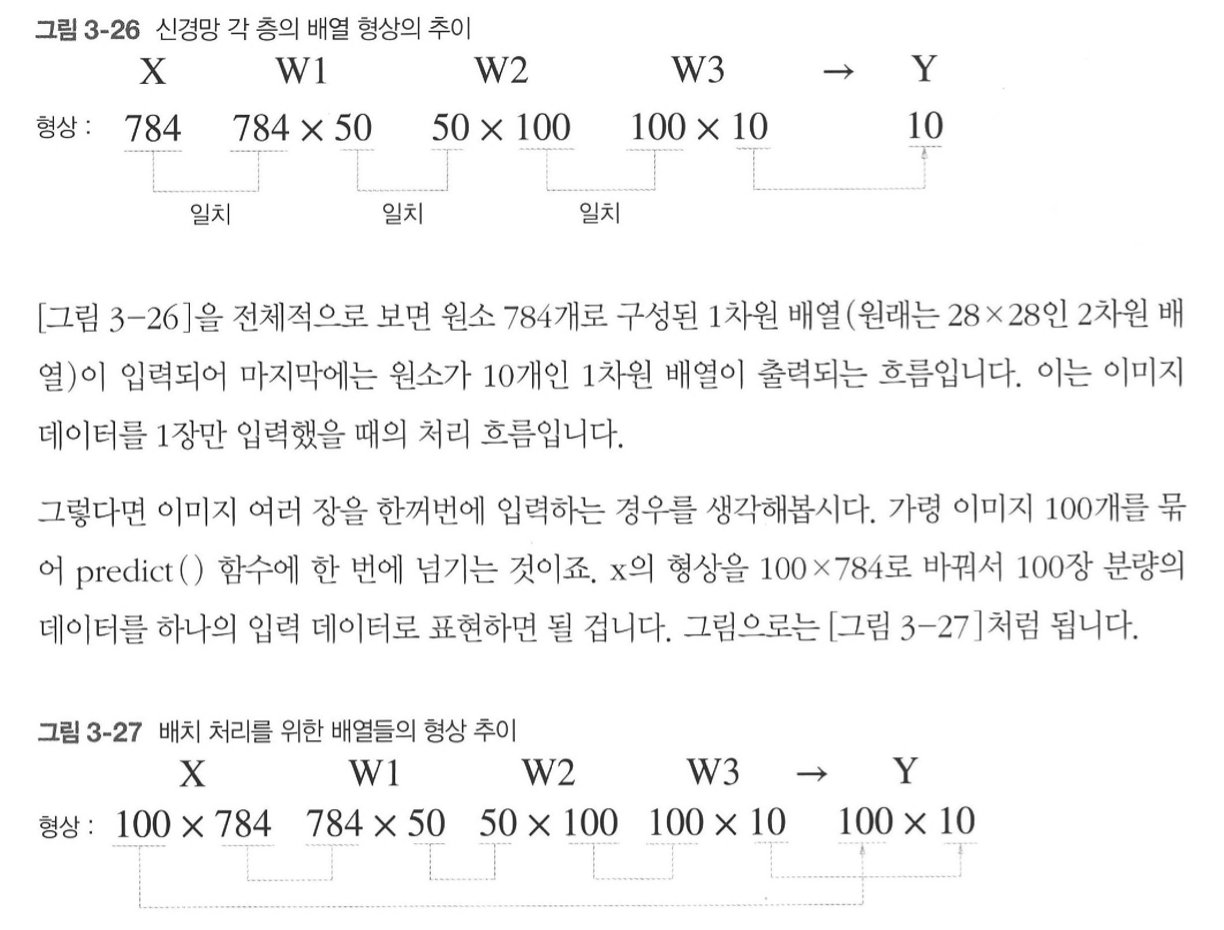 그림 3-26 신경망 각 층의 배열 형상의 추이
X W1 W2 W3 → Y
형상 : 784 784 × 50 50 × 100 100 × 10 10
일치 일치 일치
[그림 3-26]을 전체적으로 보면 원소 784개로 구성된 1차원 배열(원래는 28×28인 2차원 배
열)이 입력되어 마지막에는 원소가 10개인 1차원 배열이 출력되는 흐름입니다. 이는 이미지
데이터를 1장만 입력했을 때의 처리 흐름입니다.
그렇다면 이미지 여러 장을 한꺼번에 입력하는 경우를 생각해봅시다. 가령 이미지 100개를 묶
어 predict() 함수에 한 번에 넘기는 것이죠. x의 형상을 100×784로 바꿔서 100장 분량의
데이터를 하나의 입력 데이터로 표현하면 될 겁니다. 그림으로는 [그림 3-27]처럼 됩니다.
그림 3-27 배치 처리를 위한 배열들의 형상 추이
X W1 W2 W3 → Y
형상 : 100 × 784 784 × 50 50 × 100 100 × 10 100 × 10